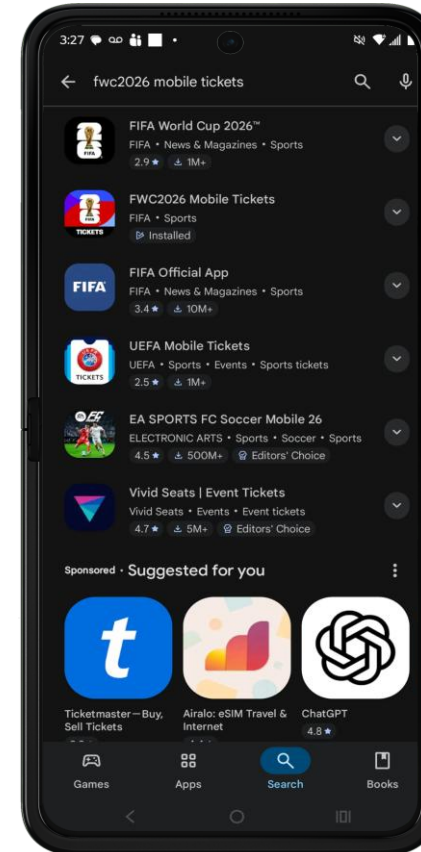 3:27
fwc2026 mobile tickets
FIFA World Cup 2026™
FIFA • News & Magazines • Sports
2.9 ★ 1M+
FIFA
FWC2026 Mobile Tickets
FIFA • Sports
Installed
TICKETS
FIFA Official App
FIFA
FIFA • News & Magazines • Sports
3.4 ★ 10M+
UEFA Mobile Tickets
UEFA • Sports • Events • Sports tickets
TICKETS
2.5 ★ 1M+
EA SPORTS FC Soccer Mobile 26
ELECTRONIC ARTS • Sports • Soccer • Sports
4.5 ★ 500M+ Editors' Choice
Vivid Seats | Event Tickets
Vivid Seats • Events • Event tickets
4.7 ★ 5M+ Editors' Choice
Sponsored · Suggested for you
t
Ticketmaster—Buy, Sell Tickets
Airalo: eSIM Travel & Internet
ChatGPT
4.8 ★
Games Apps Search Books